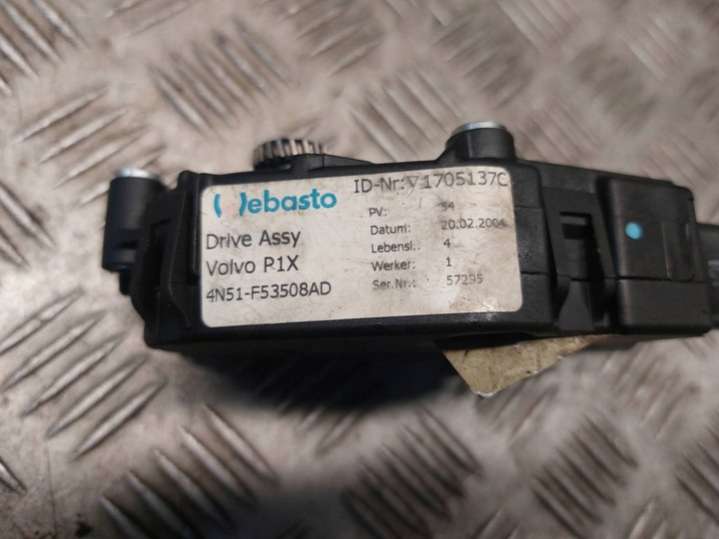 Webasto
ID-Nr:V1705137C
Drive Assy
Volvo P1X
4N51-F53508AD
PV: 54
Datum: 20.02.2004
Lebensl.: 4
Werker: 1
Ser.Nr.: 57295